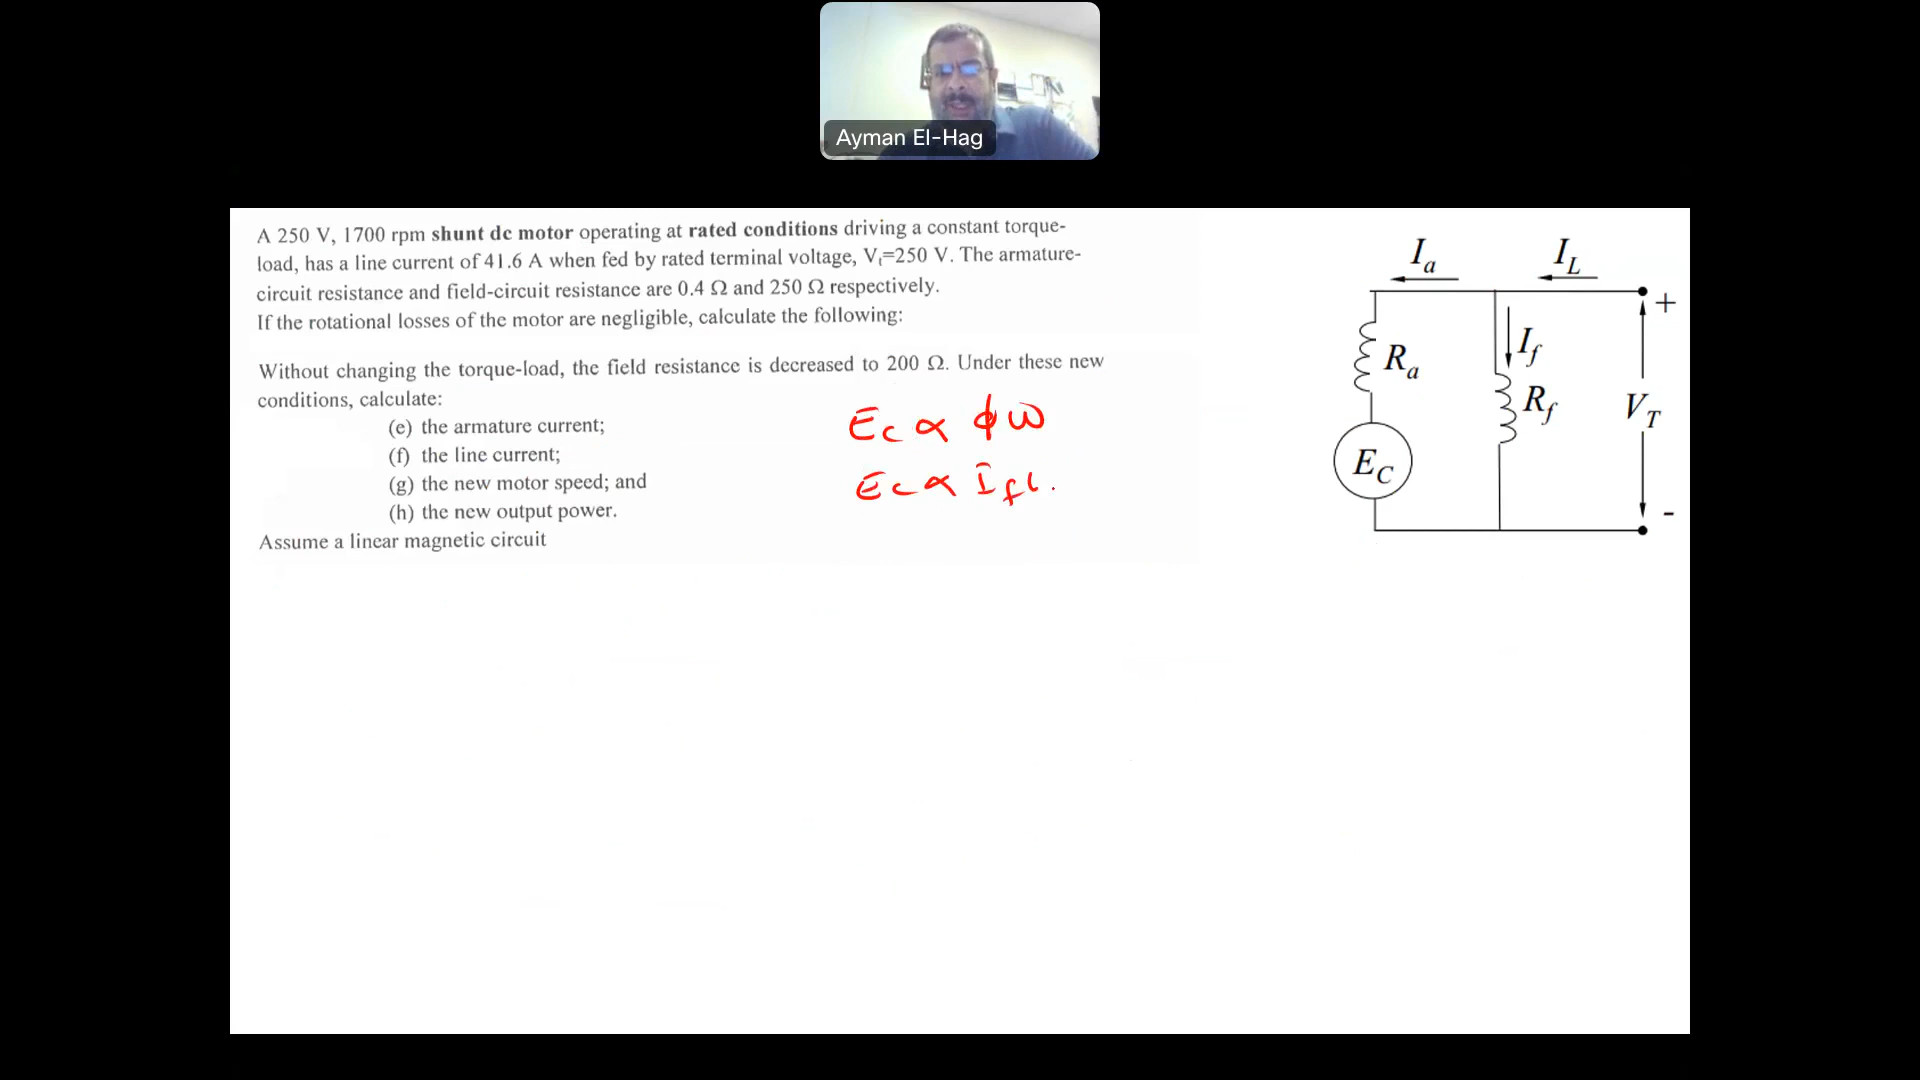 Ayman El-Hag
A 250 V, 1700 rpm shunt dc motor operating at rated conditions driving a constant torque-
load, has a line current of 41.6 A when fed by rated terminal voltage, Vₜ=250 V. The armature-
circuit resistance and field-circuit resistance are 0.4 Ω and 250 Ω respectively.
If the rotational losses of the motor are negligible, calculate the following:
Without changing the torque-load, the field resistance is decreased to 200 Ω. Under these new
conditions, calculate:
(e) the armature current;
(f) the line current;
(g) the new motor speed; and
(h) the new output power.
Assume a linear magnetic circuit
Ec ∝ ϕ ω
Ec ∝ If
Ia
IL
+
If
Ra
Rf
VT
EC
-